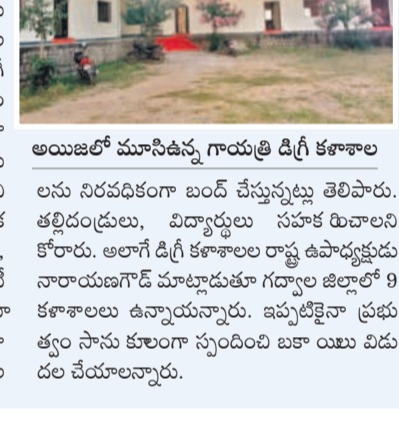 అయిజలో మూసిఉన్న గాయత్రి డిగ్రీ కళాశాల
లను నిరవధికంగా బంద్ చేస్తున్నట్లు తెలిపారు.
తల్లిదండ్రులు, విద్యార్థులు సహక రించాలని
కోరారు. అలాగే డిగ్రీ కళాశాలల రాష్ట్ర ఉపాధ్యక్షుడు
నారాయణగౌడ్ మాట్లాడుతూ గద్వాల జిల్లాలో 9
కళాశాలలు ఉన్నాయన్నారు. ఇప్పటికైనా ప్రభు
త్వం సాను కూలంగా స్పందించి బకా యిలు విడు
దల చేయాలన్నారు.